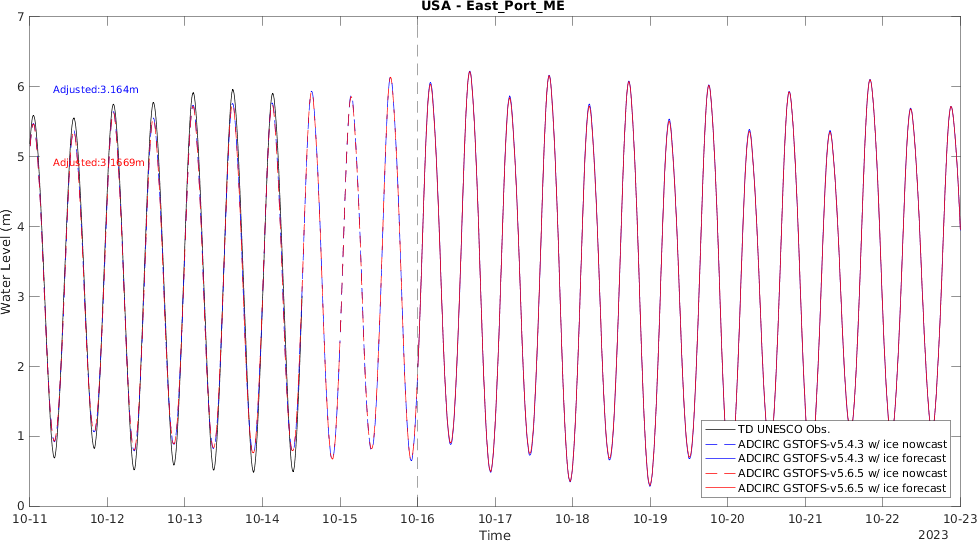 USA - East_Port_ME
7
6
5
4
3
2
1
0
Water Level (m)
Adjusted:3.164m
Adjusted:3.1669m
TD UNESCO Obs.
ADCIRC GSTOFS-v5.4.3 w/ ice nowcast
ADCIRC GSTOFS-v5.4.3 w/ ice forecast
ADCIRC GSTOFS-v5.6.5 w/ ice nowcast
ADCIRC GSTOFS-v5.6.5 w/ ice forecast
10-11 10-12 10-13 10-14 10-15 10-16 10-17 10-18 10-19 10-20 10-21 10-22 10-23
Time
2023